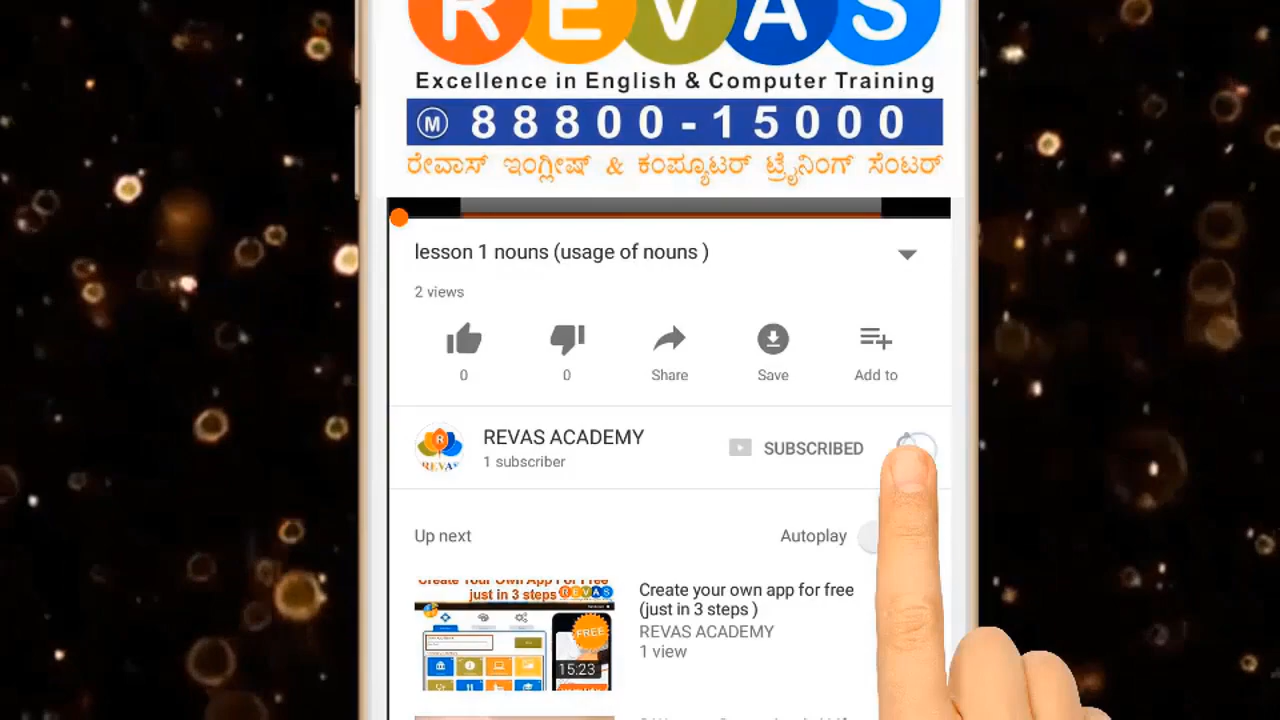 REVAS
Excellence in English & Computer Training
M 88800-15000
ರೇವಾಸ್ ಇಂಗ್ಲೀಷ್ & ಕಂಪ್ಯೂಟರ್ ಟ್ರೈನಿಂಗ್ ಸೆಂಟರ್
lesson 1 nouns (usage of nouns )
2 views
0 0 Share Save Add to
REVAS ACADEMY
1 subscriber
SUBSCRIBED
R
REVAS
Up next
Autoplay
Create Your Own App For Free
just in 3 steps REVAS
FREE
15:23
Create your own app for free
(just in 3 steps )
REVAS ACADEMY
1 view